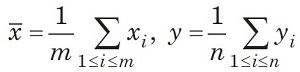 x̅ = 1/m ∑_{1≤i≤m} x_i, y = 1/n ∑_{1≤i≤n} y_i